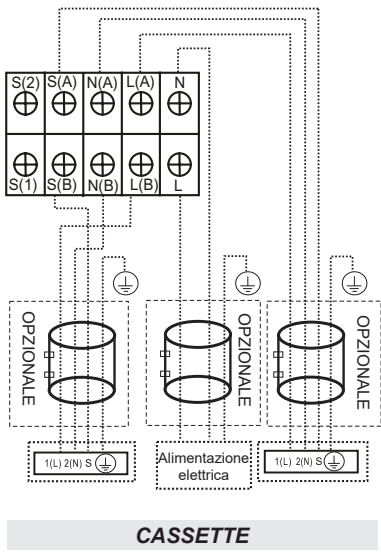 S(2) S(A) N(A) L(A) N
S(1) S(B) N(B) L(B) L
OPZIONALE
OPZIONALE
OPZIONALE
1(L) 2(N) S
Alimentazione
elettrica
1(L) 2(N) S
CASSETTE